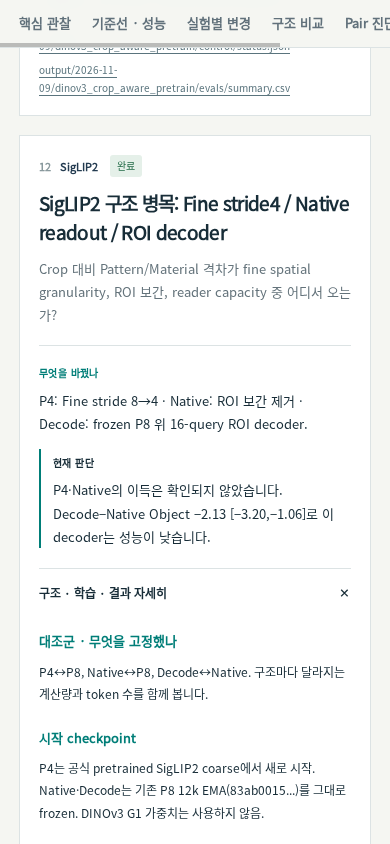 핵심 관찰 기준선 · 성능 실험별 변경 구조 비교 Pair 진단
09/dinov3_crop_aware_pretrain/control/status.json
output/2026-11-
09/dinov3_crop_aware_pretrain/evals/summary.csv
12 SigLIP2 완료
SigLIP2 구조 병목: Fine stride4 / Native
readout / ROI decoder
Crop 대비 Pattern/Material 격차가 fine spatial
granularity, ROI 보간, reader capacity 중 어디서 오는
가?
무엇을 바꿨나
P4: Fine stride 8→4 · Native: ROI 보간 제거 ·
Decode: frozen P8 위 16-query ROI decoder.
현재 판단
P4·Native의 이득은 확인되지 않았습니다.
Decode–Native Object −2.13 [−3.20,−1.06]로 이
decoder는 성능이 낮습니다.
구조 · 학습 · 결과 자세히 ×
대조군 · 무엇을 고정했나
P4↔P8, Native↔P8, Decode↔Native. 구조마다 달라지는
계산량과 token 수를 함께 봅니다.
시작 checkpoint
P4는 공식 pretrained SigLIP2 coarse에서 새로 시작.
Native·Decode는 기존 P8 12k EMA(83ab0015...)를 그대로
frozen. DINOv3 G1 가중치는 사용하지 않음.